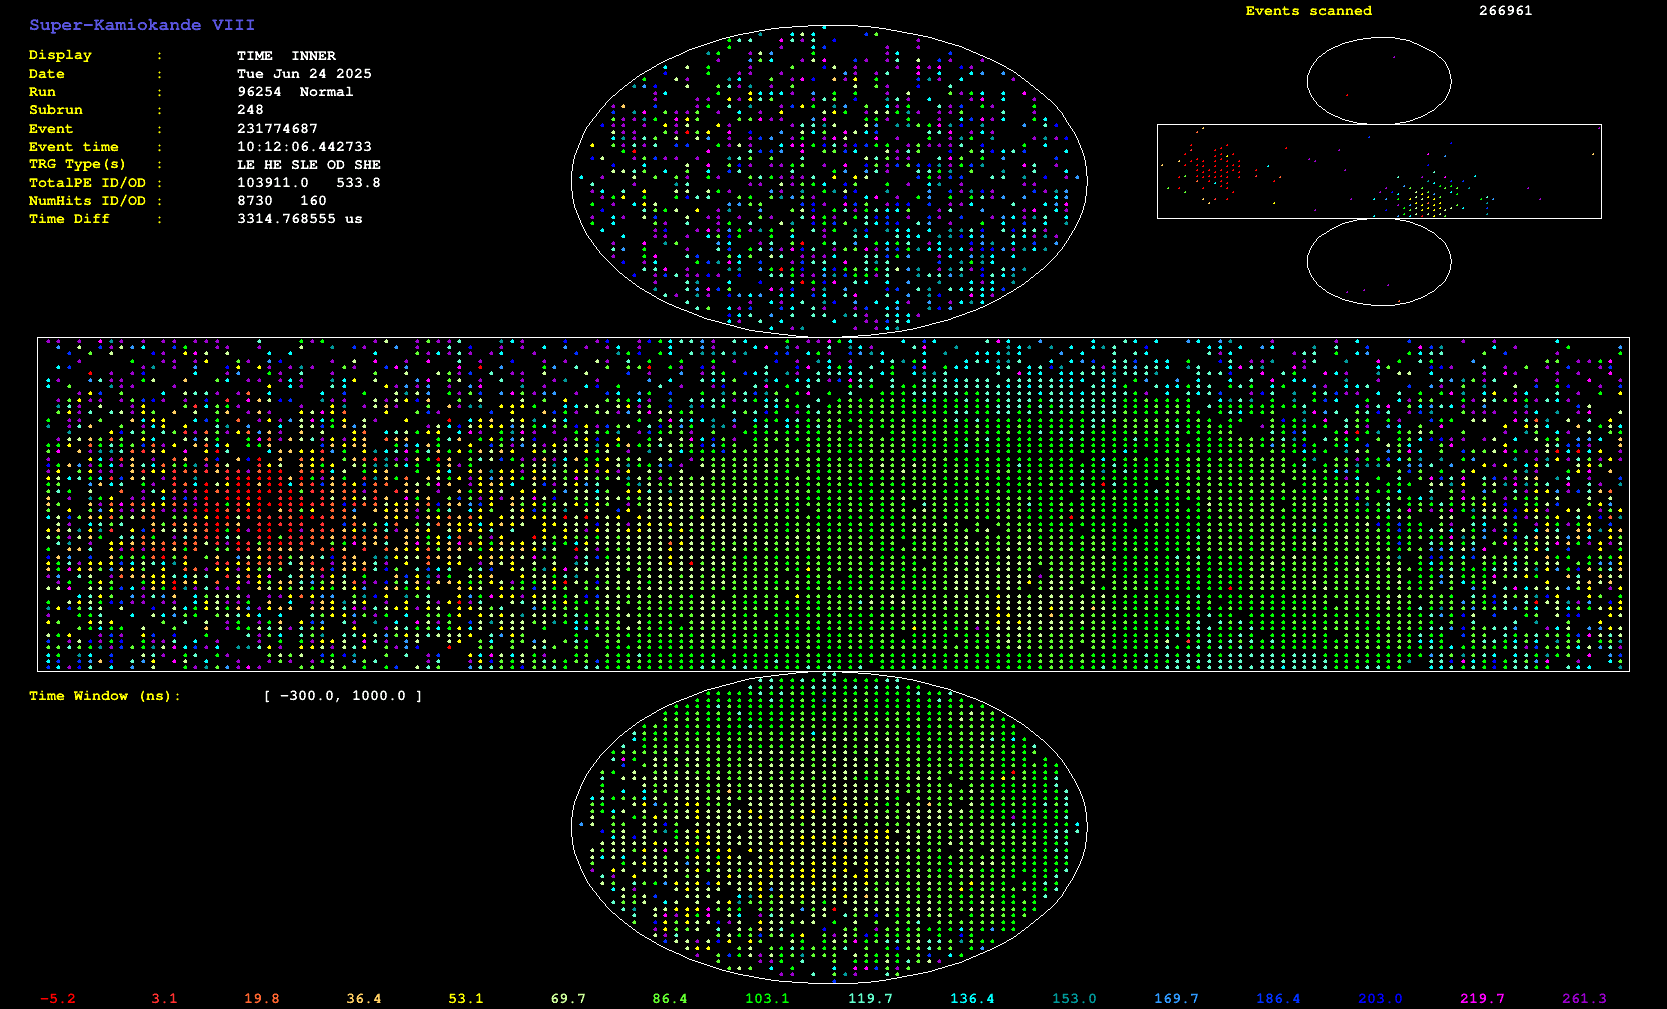 Super-Kamiokande VIII
Events scanned 266961
Display : TIME INNER
Date : Tue Jun 24 2025
Run : 96254 Normal
Subrun : 248
Event : 231774687
Event time : 10:12:06.442733
TRG Type(s) : LE HE SLE OD SHE
TotalPE ID/OD : 103911.0 533.8
NumHits ID/OD : 8730 160
Time Diff : 3314.768555 us
Time Window (ns): [ -300.0, 1000.0 ]
-5.2 3.1 19.8 36.4 53.1 69.7 86.4 103.1 119.7 136.4 153.0 169.7 186.4 203.0 219.7 261.3